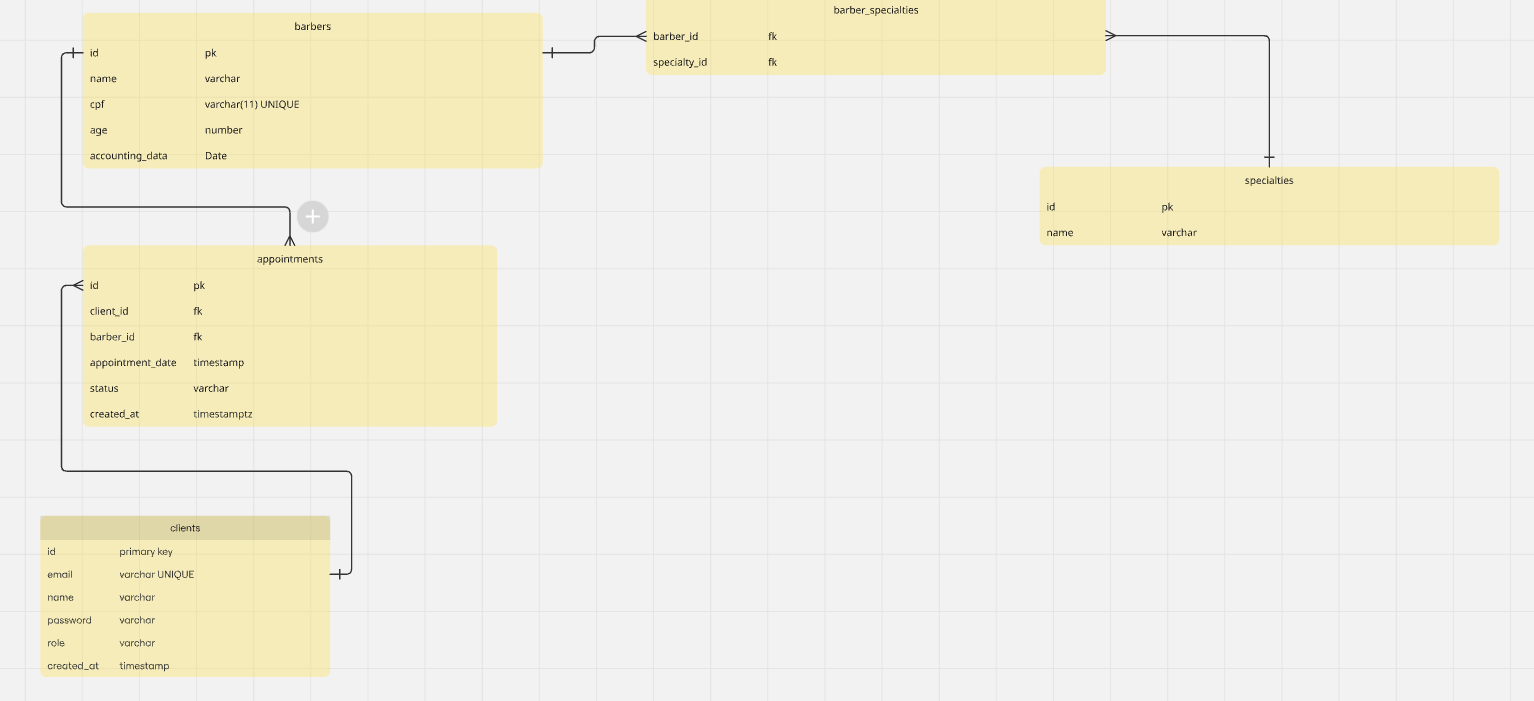 barbers
id pk
name varchar
cpf varchar(11) UNIQUE
age number
accounting_data Date
barber_specialties
barber_id fk
specialty_id fk
specialties
id pk
name varchar
appointments
id pk
client_id fk
barber_id fk
appointment_date timestamp
status varchar
created_at timestamptz
clients
id primary key
email varchar UNIQUE
name varchar
password varchar
role varchar
created_at timestamp